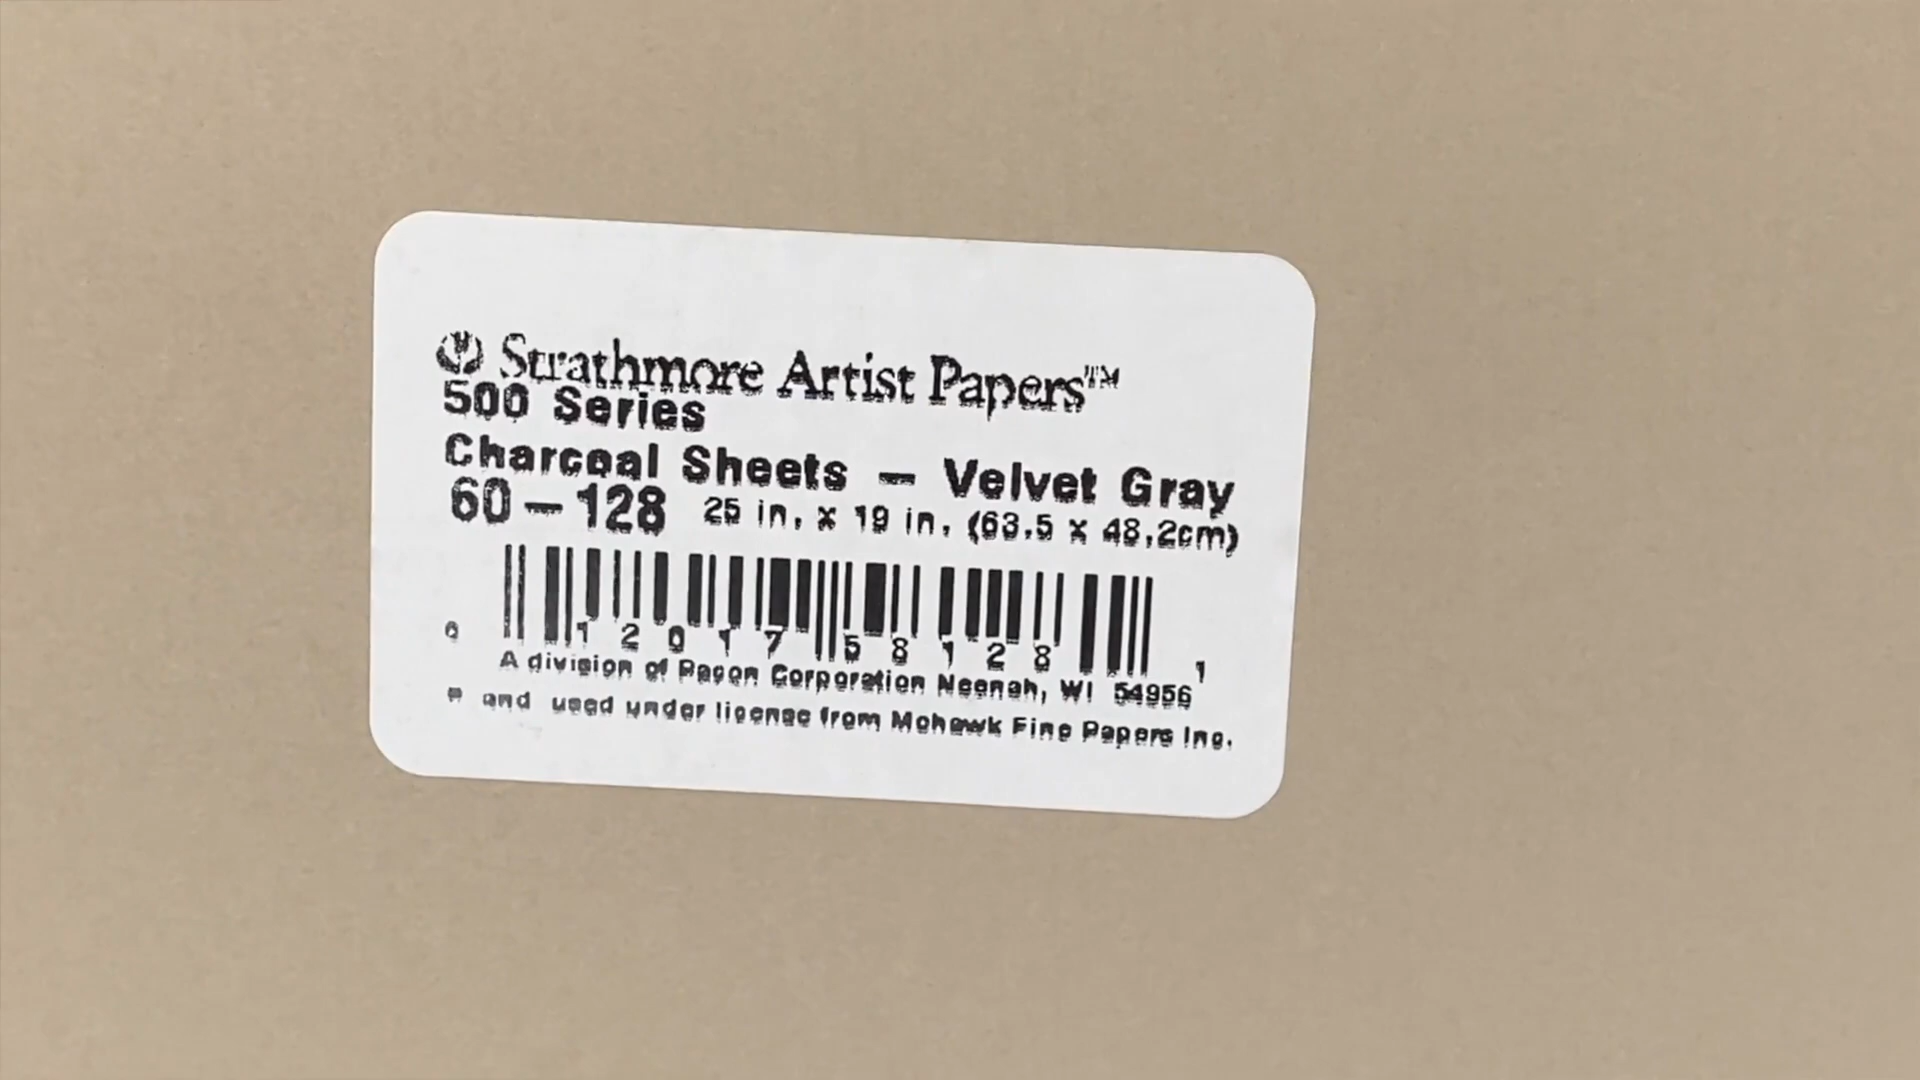 Strathmore Artist Papers™
500 Series
Charcoal Sheets — Velvet Gray
60-128 25 in. x 19 in. (63.5 x 48.2cm)
0 12017 58128 1
A division of Pacon Corporation Neenah, WI 54956
and used under license from Mohawk Fine Papers Inc.